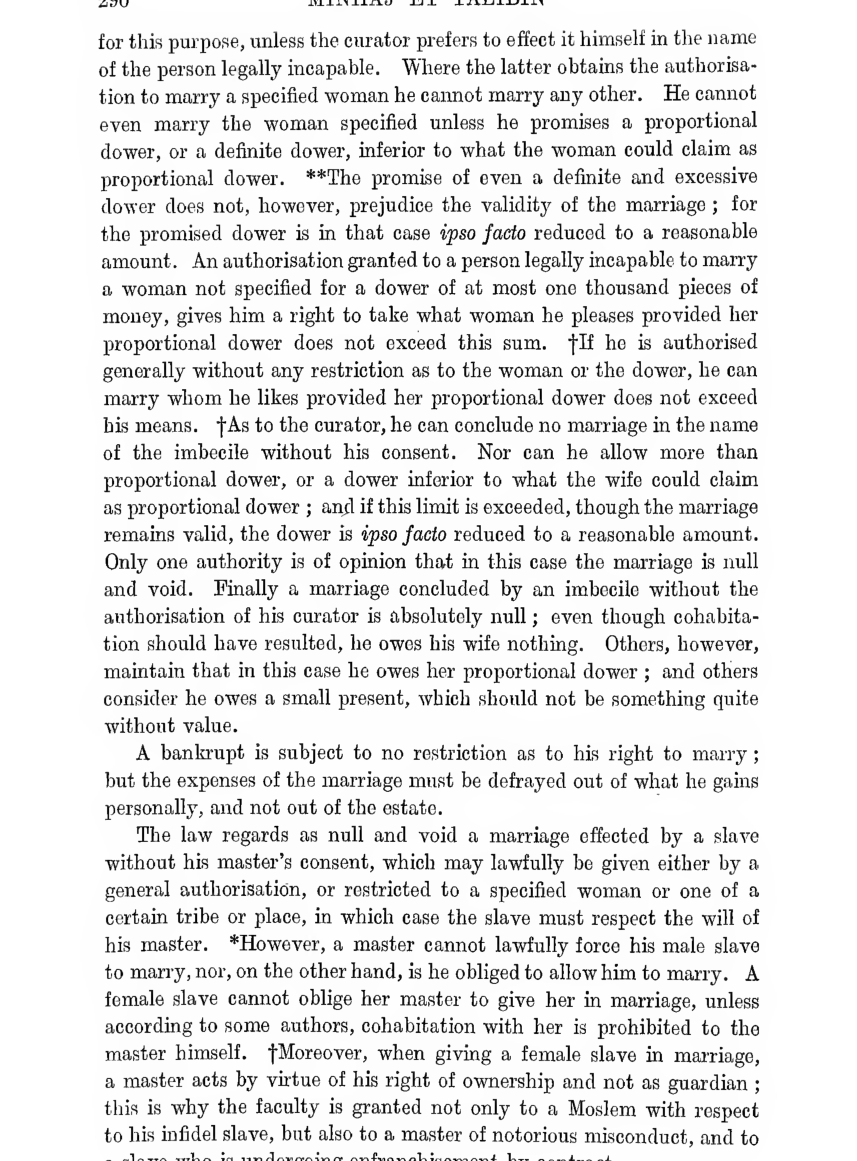 290 MINHAJ ET TALIBIN
for this purpose, unless the curator prefers to effect it himself in the name
of the person legally incapable. Where the latter obtains the authorisa-
tion to marry a specified woman he cannot marry any other. He cannot
even marry the woman specified unless he promises a proportional
dower, or a definite dower, inferior to what the woman could claim as
proportional dower. **The promise of even a definite and excessive
dower does not, however, prejudice the validity of the marriage ; for
the promised dower is in that case ipso facto reduced to a reasonable
amount. An authorisation granted to a person legally incapable to marry
a woman not specified for a dower of at most one thousand pieces of
money, gives him a right to take what woman he pleases provided her
proportional dower does not exceed this sum. †If he is authorised
generally without any restriction as to the woman or the dower, he can
marry whom he likes provided her proportional dower does not exceed
his means. †As to the curator, he can conclude no marriage in the name
of the imbecile without his consent. Nor can he allow more than
proportional dower, or a dower inferior to what the wife could claim
as proportional dower ; and if this limit is exceeded, though the marriage
remains valid, the dower is ipso facto reduced to a reasonable amount.
Only one authority is of opinion that in this case the marriage is null
and void. Finally a marriage concluded by an imbecile without the
authorisation of his curator is absolutely null ; even though cohabita-
tion should have resulted, he owes his wife nothing. Others, however,
maintain that in this case he owes her proportional dower ; and others
consider he owes a small present, which should not be something quite
without value.
A bankrupt is subject to no restriction as to his right to marry ;
but the expenses of the marriage must be defrayed out of what he gains
personally, and not out of the estate.
The law regards as null and void a marriage effected by a slave
without his master's consent, which may lawfully be given either by a
general authorisation, or restricted to a specified woman or one of a
certain tribe or place, in which case the slave must respect the will of
his master. *However, a master cannot lawfully force his male slave
to marry, nor, on the other hand, is he obliged to allow him to marry. A
female slave cannot oblige her master to give her in marriage, unless
according to some authors, cohabitation with her is prohibited to the
master himself. †Moreover, when giving a female slave in marriage,
a master acts by virtue of his right of ownership and not as guardian ;
this is why the faculty is granted not only to a Moslem with respect
to his infidel slave, but also to a master of notorious misconduct, and to
a slave who is undergoing enfranchisement by contract.